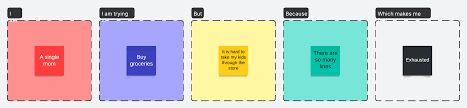 I
I am trying
But
Because
Which makes me
A single
mum
Buy
groceries
It is hard to
take my kids
through the
store
There are
so many
lines
Exhausted